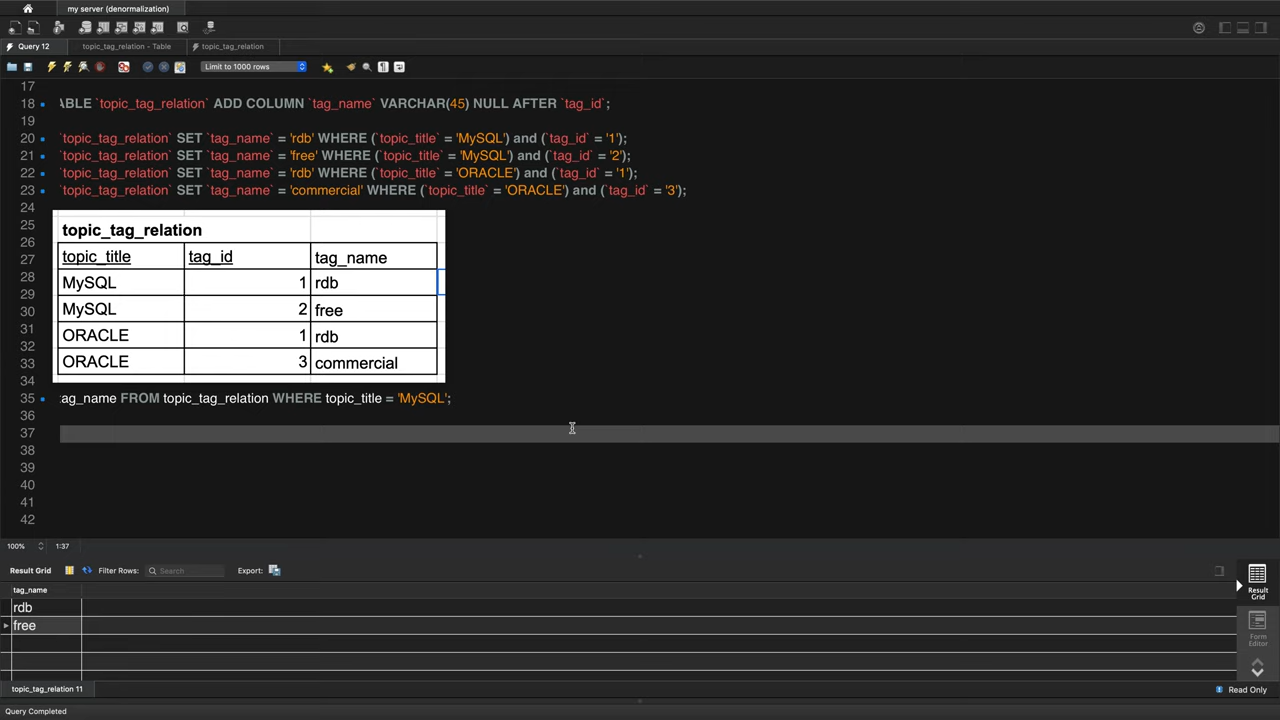 my server (denormalization)
Query 12
topic_tag_relation - Table
topic_tag_relation
Limit to 1000 rows
17
18 ABLE `topic_tag_relation` ADD COLUMN `tag_name` VARCHAR(45) NULL AFTER `tag_id`;
19
20 `topic_tag_relation` SET `tag_name` = 'rdb' WHERE (`topic_title` = 'MySQL') and (`tag_id` = '1');
21 `topic_tag_relation` SET `tag_name` = 'free' WHERE (`topic_title` = 'MySQL') and (`tag_id` = '2');
22 `topic_tag_relation` SET `tag_name` = 'rdb' WHERE (`topic_title` = 'ORACLE') and (`tag_id` = '1');
23 `topic_tag_relation` SET `tag_name` = 'commercial' WHERE (`topic_title` = 'ORACLE') and (`tag_id` = '3');
24
25
26
27
28
29
30
31
32
33
34
topic_tag_relation
topic_title tag_id tag_name
MySQL 1 rdb
MySQL 2 free
ORACLE 1 rdb
ORACLE 3 commercial
35 tag_name FROM topic_tag_relation WHERE topic_title = 'MySQL';
36
37
38
39
40
41
42
100% 1:37
Result Grid Filter Rows: Search Export:
tag_name
rdb
free
Result
Grid
Form
Editor
topic_tag_relation 11
Read Only
Query Completed